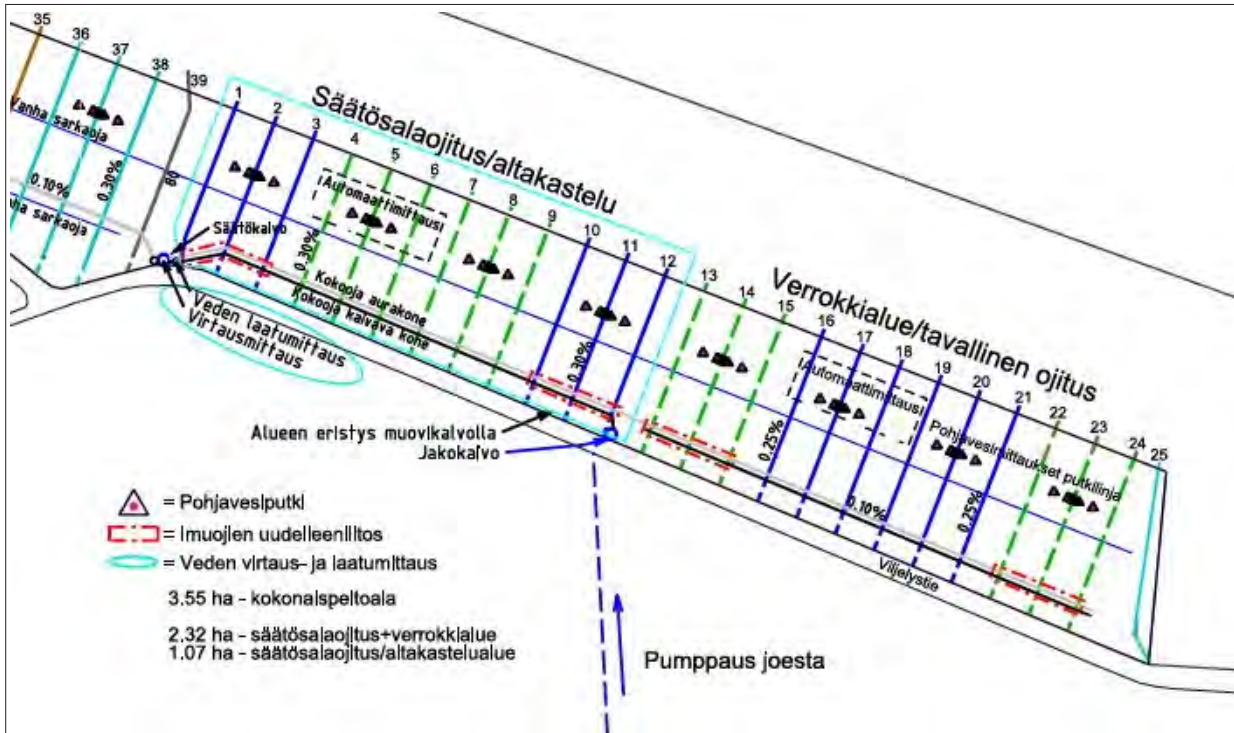 35
36
37
38
39
1
2
3
4
5
6
7
8
9
10
11
12
13
14
15
16
17
18
19
20
21
22
23
24
25
Säätösalaojitus/altakastelu
Verrokkialue/tavallinen ojitus
Vanha sarkaoja
0.10%
0.30%
80
nha sarkaoja
Säätökaivo
Automaattimittausl
0.30%
Kokooja aurakone
Kokooja kaivava kone
0.30%
Veden laatumittaus
Virtausmittaus
Automaattimittausl
Pohjavesimittaukset putkilinja
0.25%
0.10%
0.25%
Viljelystie
Alueen eristys muovikalvolla
Jakokaivo
= Pohjavesiputki
= Imuojien uudelleenliitos
= Veden virtaus- ja laatumittaus
3.55 ha - kokonaispeltoala
2.32 ha - säätösalaojitus+verrokkialue
1.07 ha - säätösalaojitus/altakastelualue
Pumppaus joesta